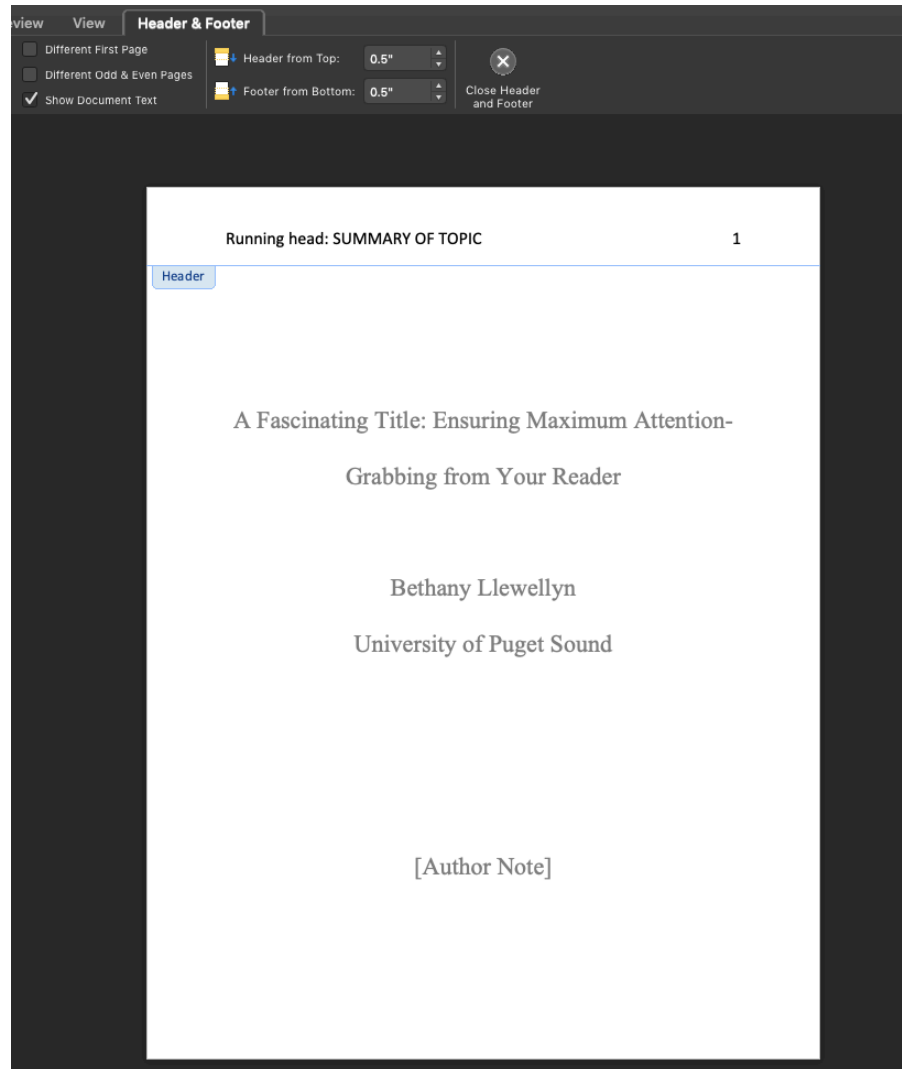 view View Header & Footer
Different First Page
Different Odd & Even Pages
Show Document Text
Header from Top: 0.5"
Footer from Bottom: 0.5"
Close Header
and Footer
Running head: SUMMARY OF TOPIC 1
Header
A Fascinating Title: Ensuring Maximum Attention-
Grabbing from Your Reader
Bethany Llewellyn
University of Puget Sound
[Author Note]